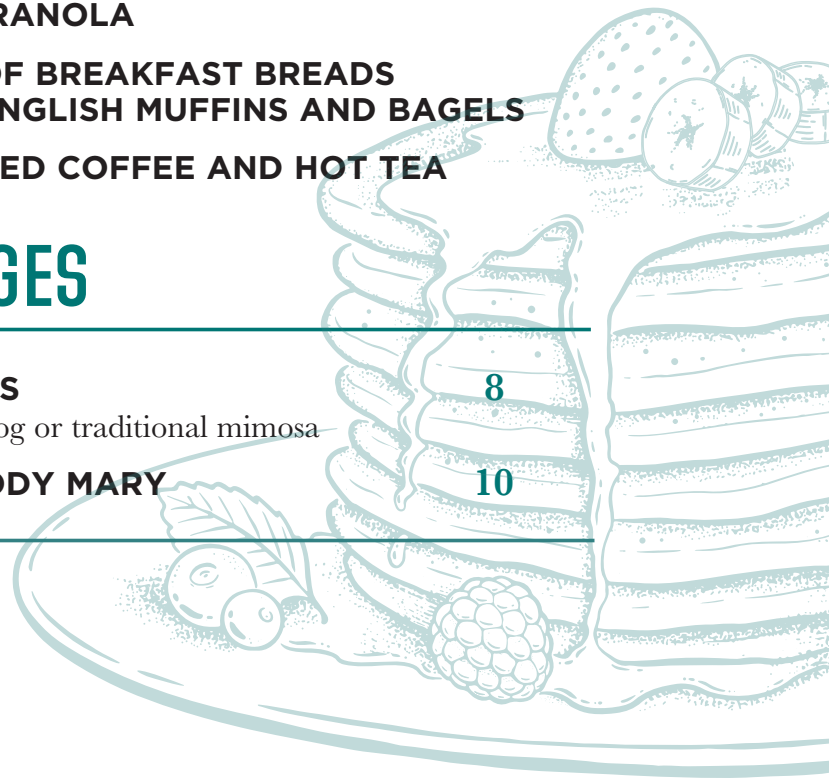 RANOLA
OF BREAKFAST BREADS
NGLISH MUFFINS AND BAGELS
ED COFFEE AND HOT TEA
GES
S 8
og or traditional mimosa
ODY MARY 10